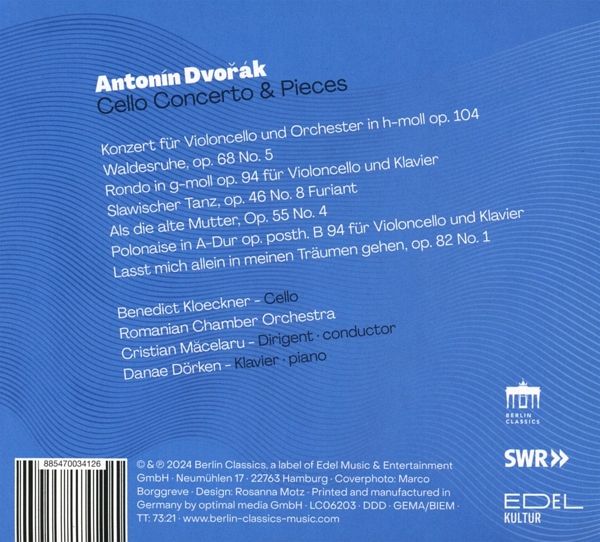 Antonín Dvořák
Cello Concerto & Pieces
Konzert für Violoncello und Orchester in h-moll op. 104
Waldesruhe, op. 68 No. 5
Rondo in g-moll op. 94 für Violoncello und Klavier
Slawischer Tanz, op. 46 No. 8 Furiant
Als die alte Mutter, Op. 55 No. 4
Polonaise in A-Dur op. posth. B 94 für Violoncello und Klavier
Lasst mich allein in meinen Träumen gehen, op. 82 No. 1
Benedict Kloeckner – Cello
Romanian Chamber Orchestra
Cristian Măcelaru – Dirigent · conductor
Danae Dörken – Klavier · piano
BERLIN
CLASSICS
SWR»
EDEL
KULTUR
885470034126
© & ℗ 2024 Berlin Classics, a label of Edel Music & Entertainment
GmbH · Neumühlen 17 · 22763 Hamburg · Coverphoto: Marco
Borggreve · Design: Rosanna Motz · Printed and manufactured in
Germany by optimal media GmbH · LC06203 · DDD · GEMA/BIEM ·
TT: 73:21 · www.berlin-classics-music.com